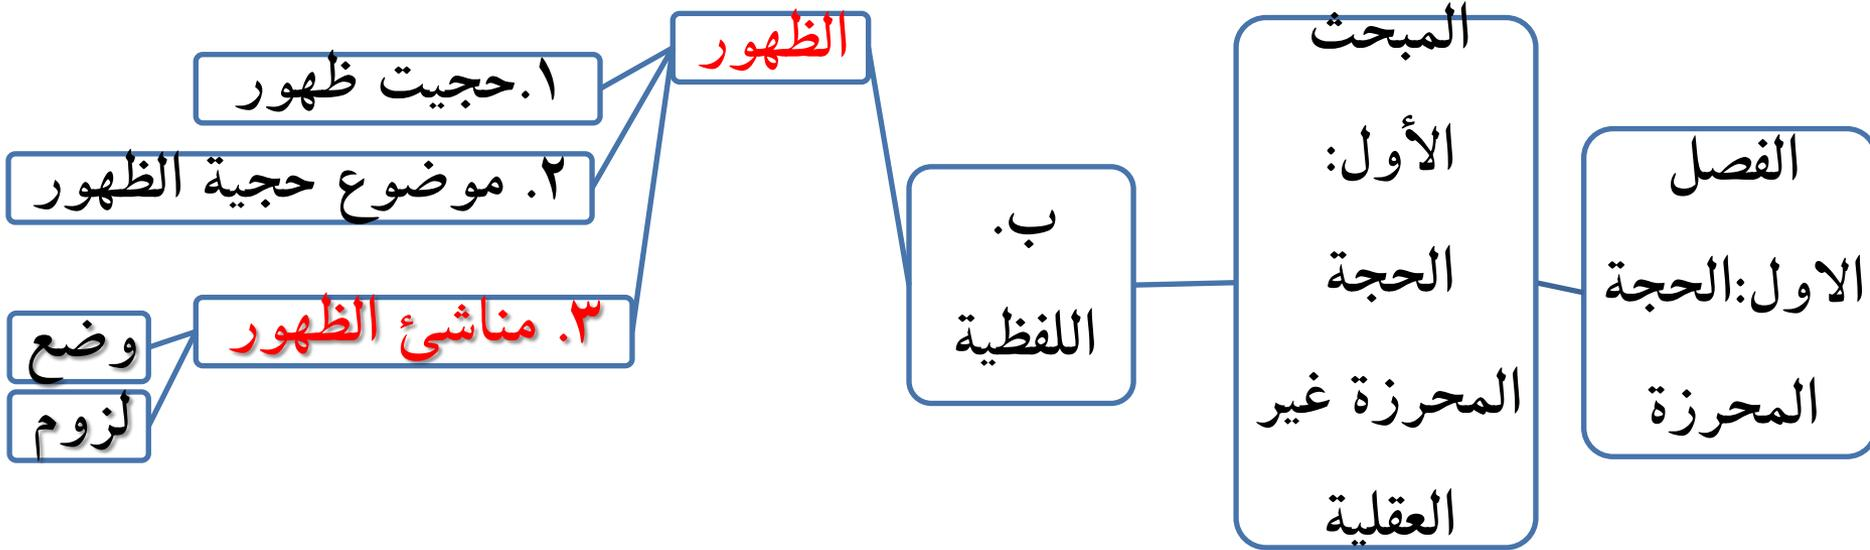 الفصل
الاول:الحجة
المحرزة
المبحث
الأول:
الحجة
المحرزة غير
العقلية
ب.
اللفظية
الظهور
١.حجيت ظهور
٢. موضوع حجية الظهور
٣. مناشئ الظهور
وضع
لزوم